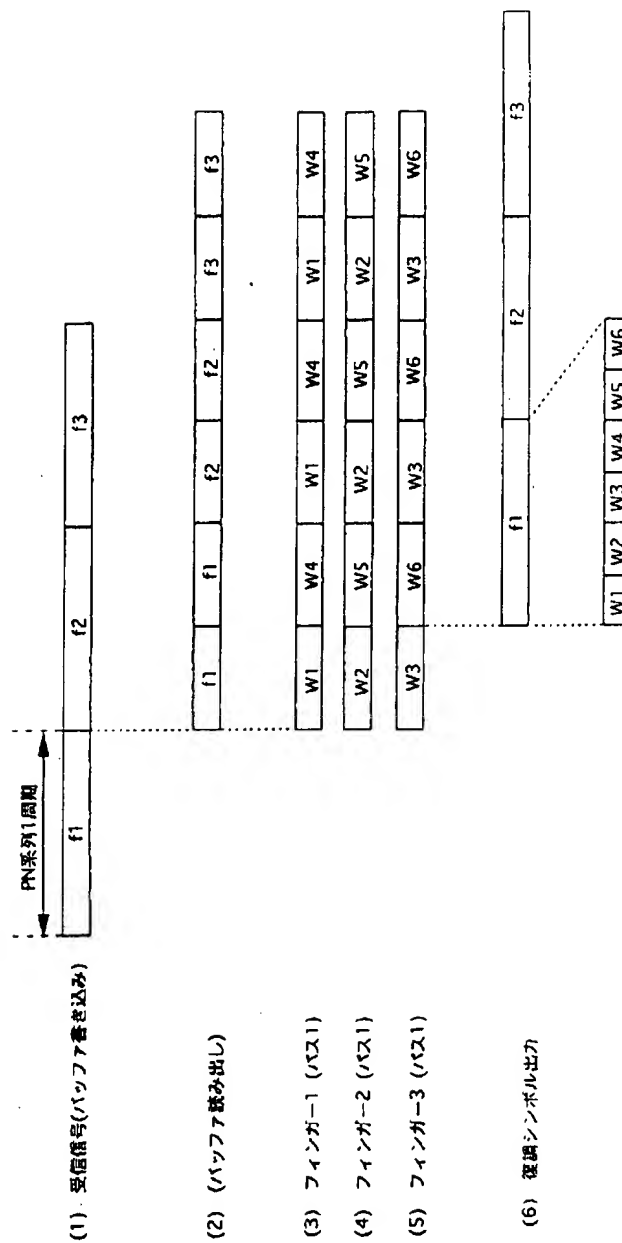 PN系列1周期
(1). 受信信号(バッファ書き込み) f1 f2 f3
(2) (バッファ読み出し) f1 f1 f2 f2 f3 f3
(3) フィンガー1 (パス1) W1 W4 W1 W4 W1 W4
(4) フィンガー2 (パス1) W2 W5 W2 W5 W2 W5
(5) フィンガー3 (パス1) W3 W6 W3 W6 W3 W6
(6) 復調シンボル出力 f1 f2 f3
W1 W2 W3 W4 W5 W6